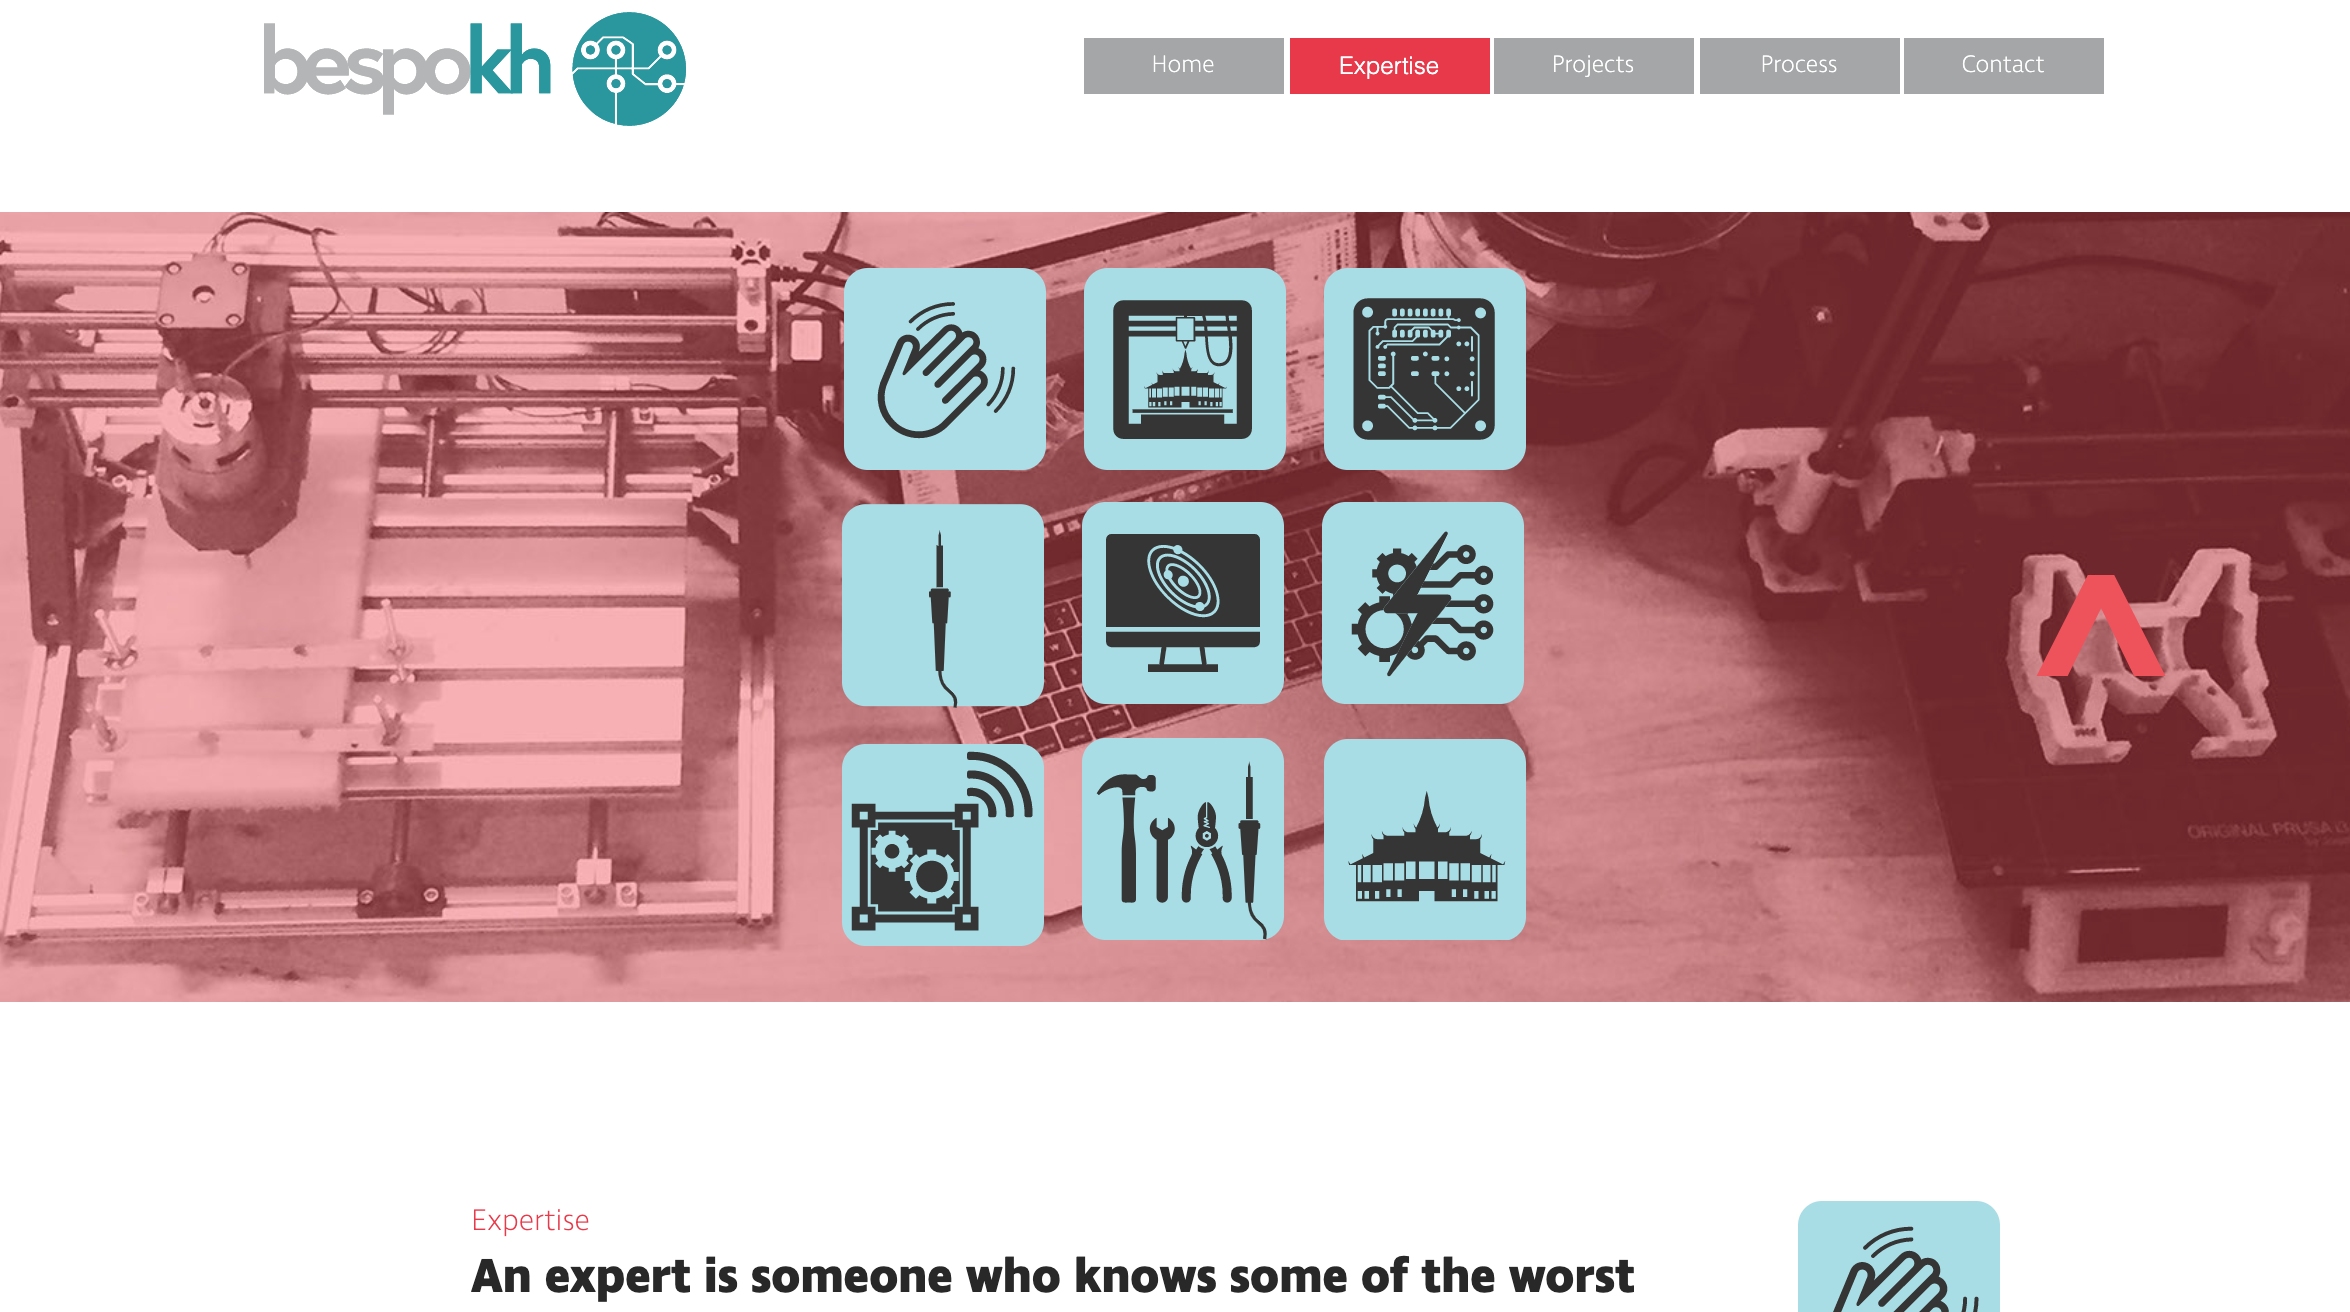 bespokh
Home
Expertise
Projects
Process
Contact
ORIGINAL PRUSA i3
Expertise
An expert is someone who knows some of the worst